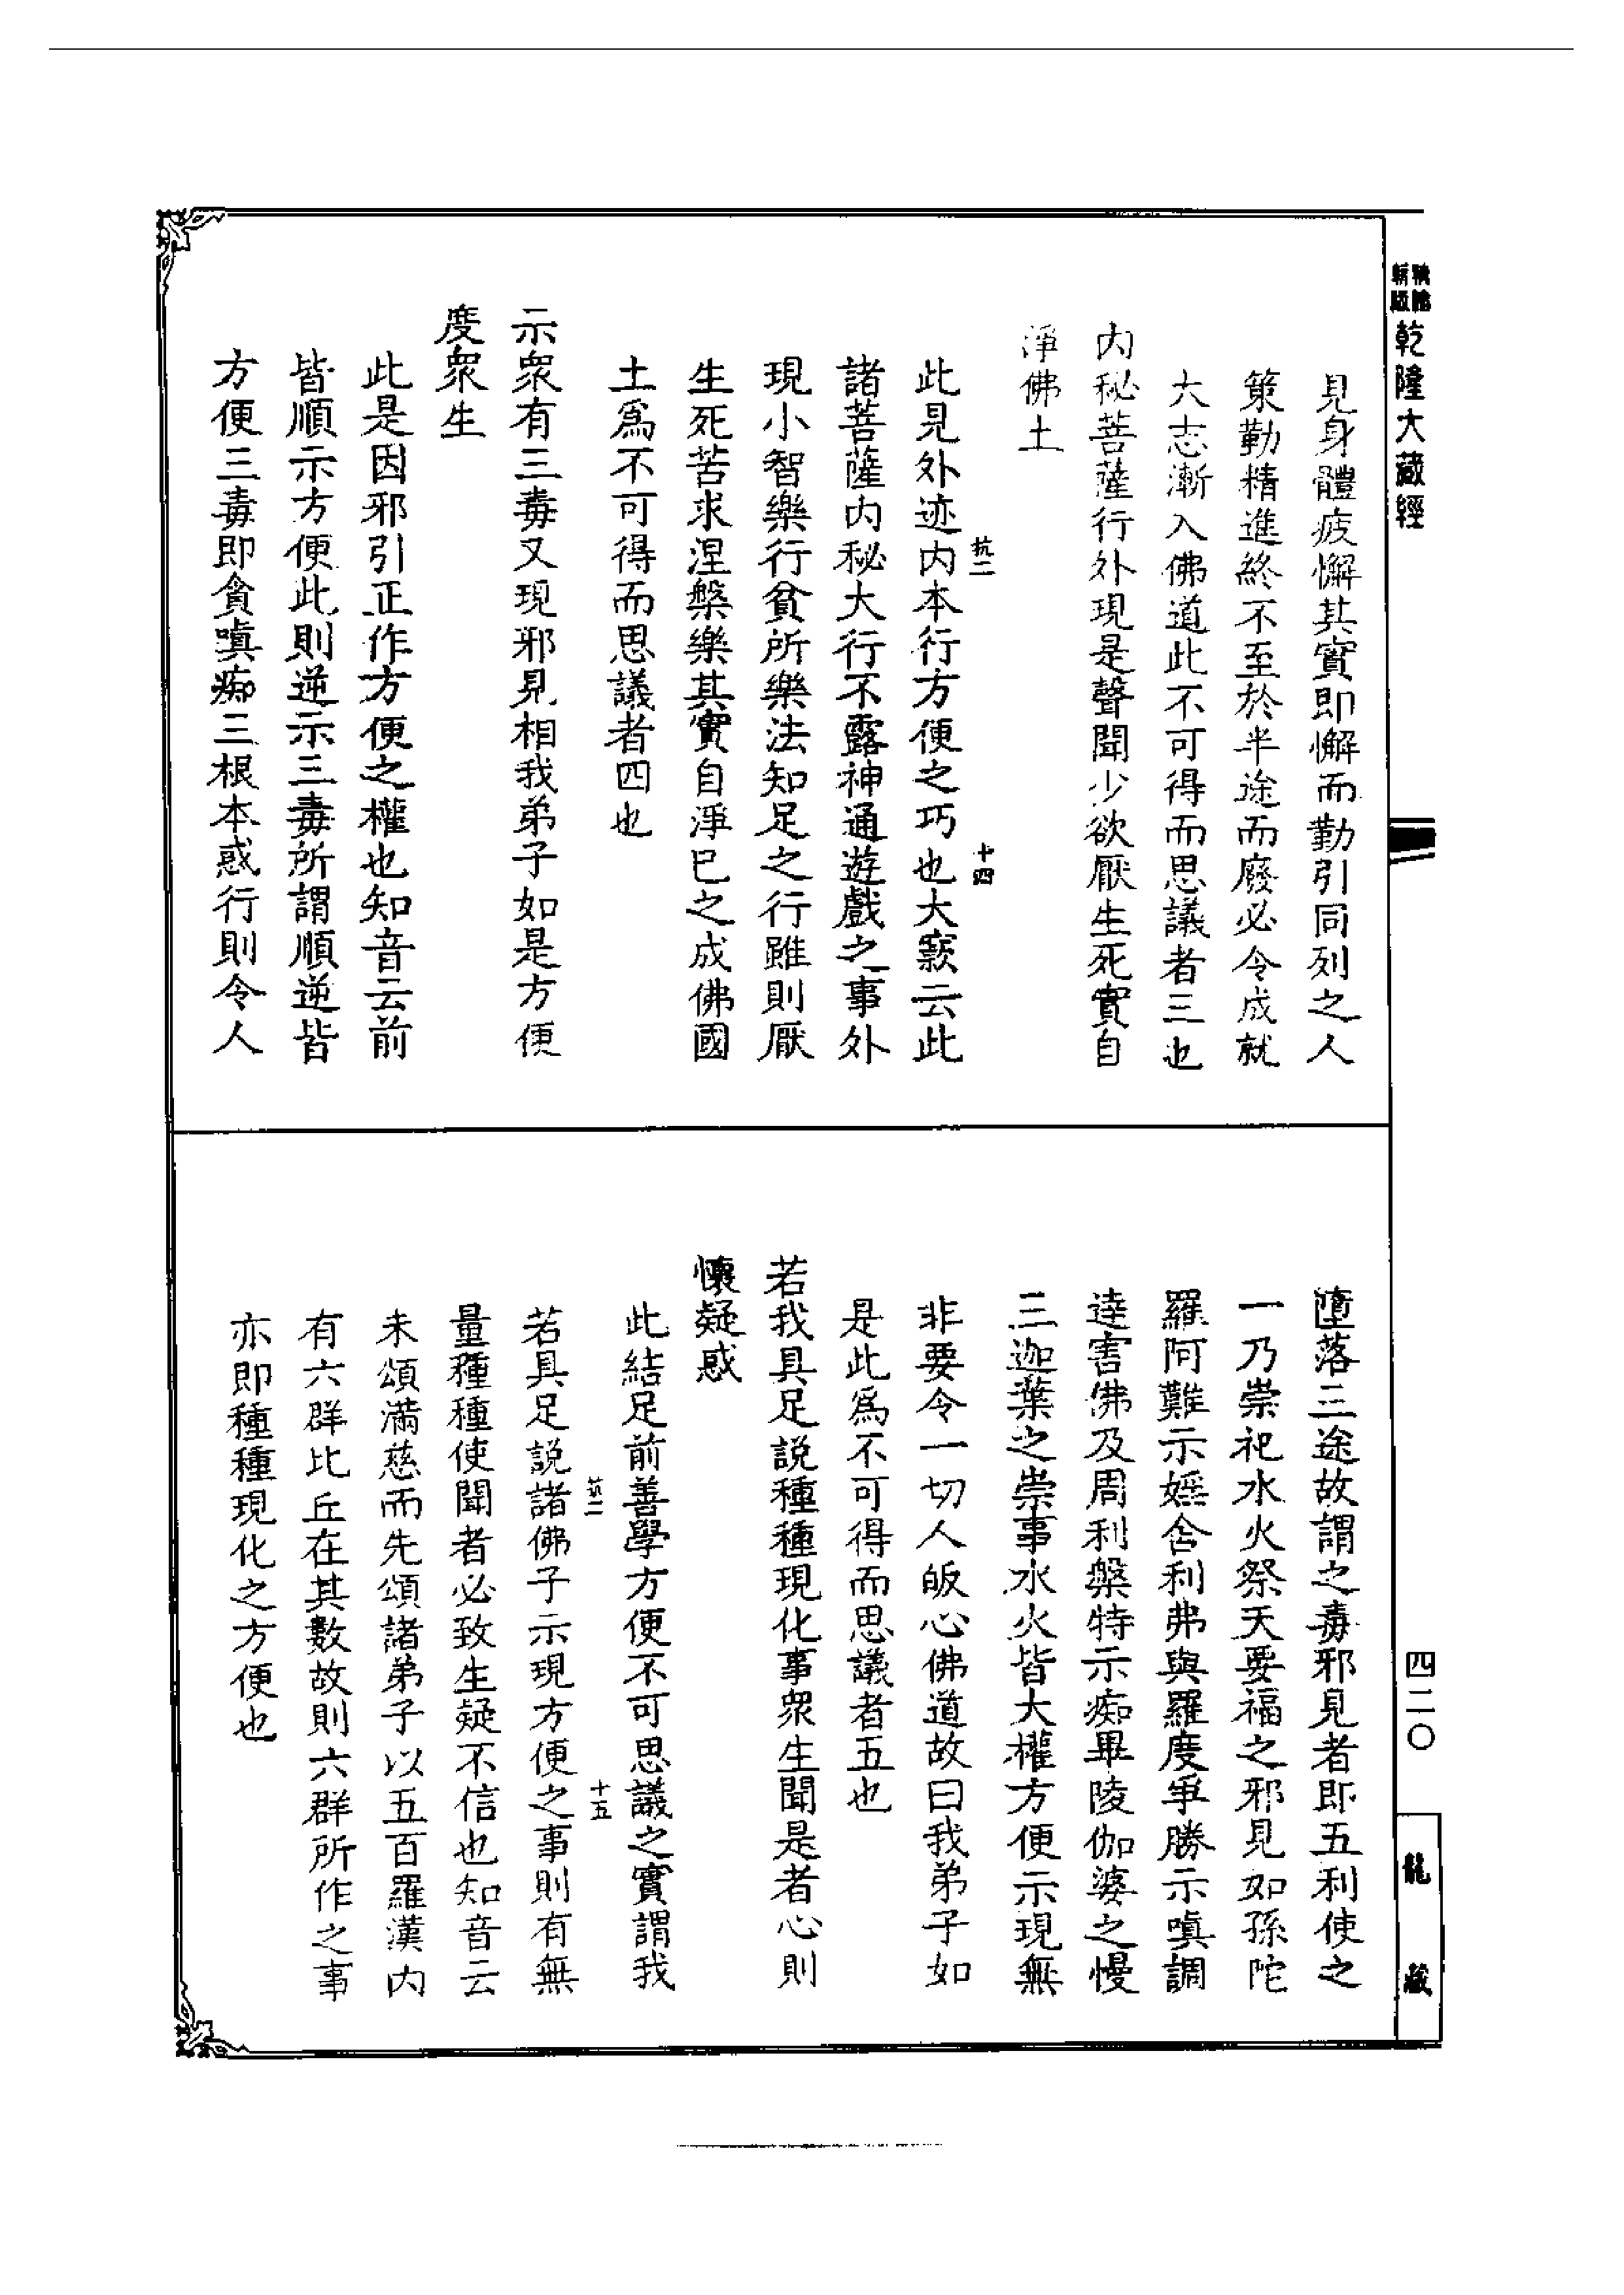 乾隆大藏經
見身體疲懈其實即懈而勤引同列之人
策勤精進終不至於半途而廢必令成就
大志漸入佛道此不可得而思議者三也
內秘菩薩行外現是聲聞少欲厭生死實自
淨佛土
此見外迹內本行方便之巧也大窾云此
諸菩薩內秘大行不露神通遊戲之事外
現小智樂行貧所樂法知足之行雖則厭
生死苦求涅槃樂其實自淨巳之成佛國
土爲不可得而思議者四也
示衆有三毒又現邪見相我弟子如是方便
度衆生
此是因邪引正作方便之權也知音云前
皆順示方便此則逆示三毒所謂順逆皆
方便三毒即貪嗔痴三根本惑行則令人
墮落三途故謂之毒邪見者即五利使之
一乃崇祀水火祭天要福之邪見如孫陀
羅阿難示婬舍利弗與羅度爭勝示嗔調
達害佛及周利槃特示痴畢陵伽婆之慢
三迦葉之崇事水火皆大權方便示現無
非要令一切人皈心佛道故曰我弟子如
是此爲不可得而思議者五也
若我具足說種種現化事衆生聞是者心則
懷疑惑
此結足前善學方便不可思議之實謂我
若具足說諸佛子示現方便之事則有無
量種種使聞者必致生疑不信也知音云
未頌滿慈而先頌諸弟子以五百羅漢內
有六群比丘在其數故則六群所作之事
亦即種種現化之方便也
抗二
十四
抗二
十五
四二〇
龍藏